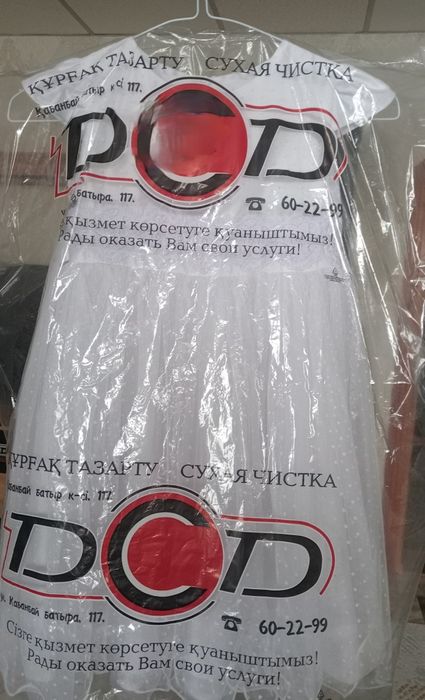 ҚҰРҒАҚ ТАЗАРТУ СУХАЯ ЧИСТКА
Қабанбай батыр к-сі 117.
DCD
батыра. 117.
☎ 60-22-99
қызмет көрсетуге қуаныштымыз!
Рады оказать Вам свои услуги!
ҚҰРҒАҚ ТАЗАРТУ СУХАЯ ЧИСТКА
Қабанбай батыр к-сі. 117.
DCD
Кабанбай батыра. 117.
☎ 60-22-99
Сізге қызмет көрсетуге қуаныштымыз!
Рады оказать Вам свои услуги!